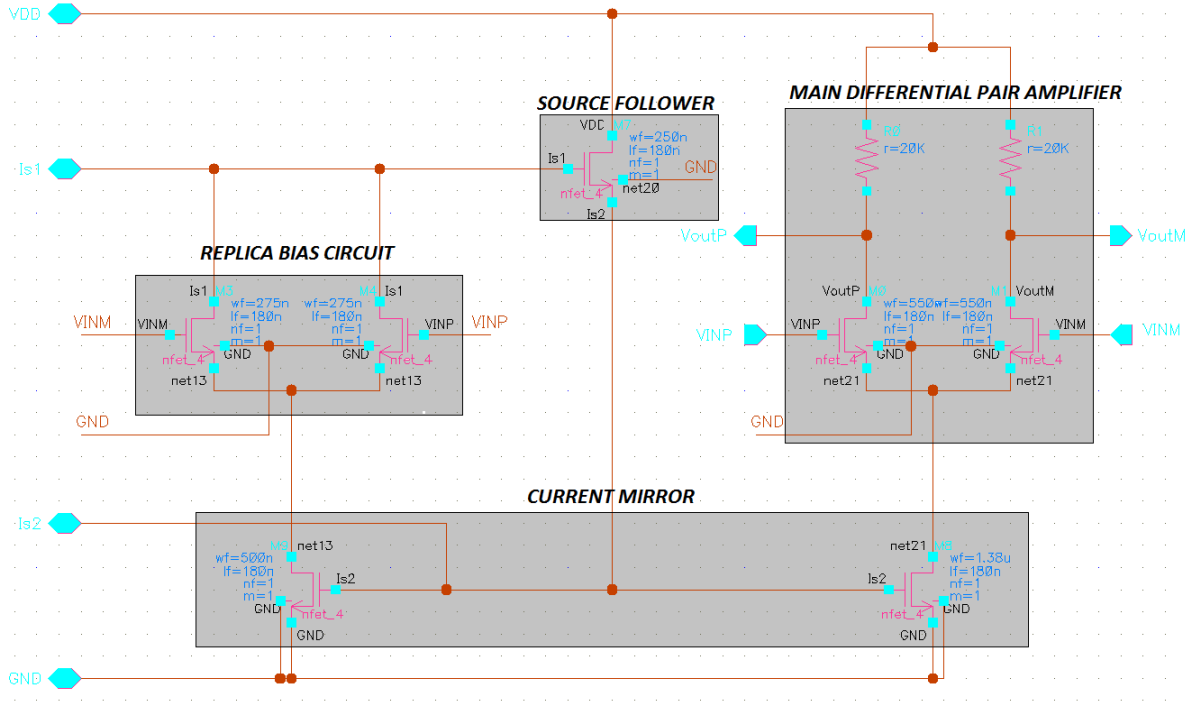 VDD
SOURCE FOLLOWER
MAIN DIFFERENTIAL PAIR AMPLIFIER
VDD M7
wf=250n
lf=180n
nf=1
m=1
Is1
GND
nfet_4
net20
Is2
R0
r=20K
R1
r=20K
Is1
VoutP
VoutM
REPLICA BIAS CIRCUIT
Is1 M3
wf=275n
lf=180n
nf=1
m=1
VINM
VINM
GND
nfet_4
net13
M4 Is1
wf=275n
lf=180n
nf=1
m=1
VINP
VINP
GND
nfet_4
net13
GND
VoutP M0
wf=550n
lf=180n
nf=1
m=1
VINP
VINP
GND
nfet_4
net21
M1 VoutM
wf=550n
lf=180n
nf=1
m=1
VINM
VINM
GND
nfet_4
net21
GND
CURRENT MIRROR
Is2
net13
wf=500n
lf=180n
nf=1
m=1
Is2
GND
nfet_4
GND
net21
wf=1.38u
lf=180n
nf=1
m=1
Is2
GND
nfet_4
GND
GND